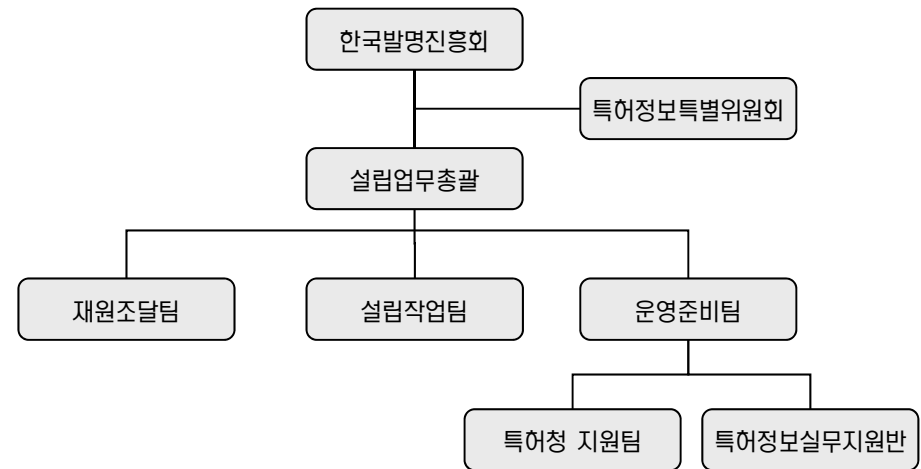 한국발명진흥회
특허정보특별위원회
설립업무총괄
재원조달팀
설립작업팀
운영준비팀
특허청 지원팀
특허정보실무지원반